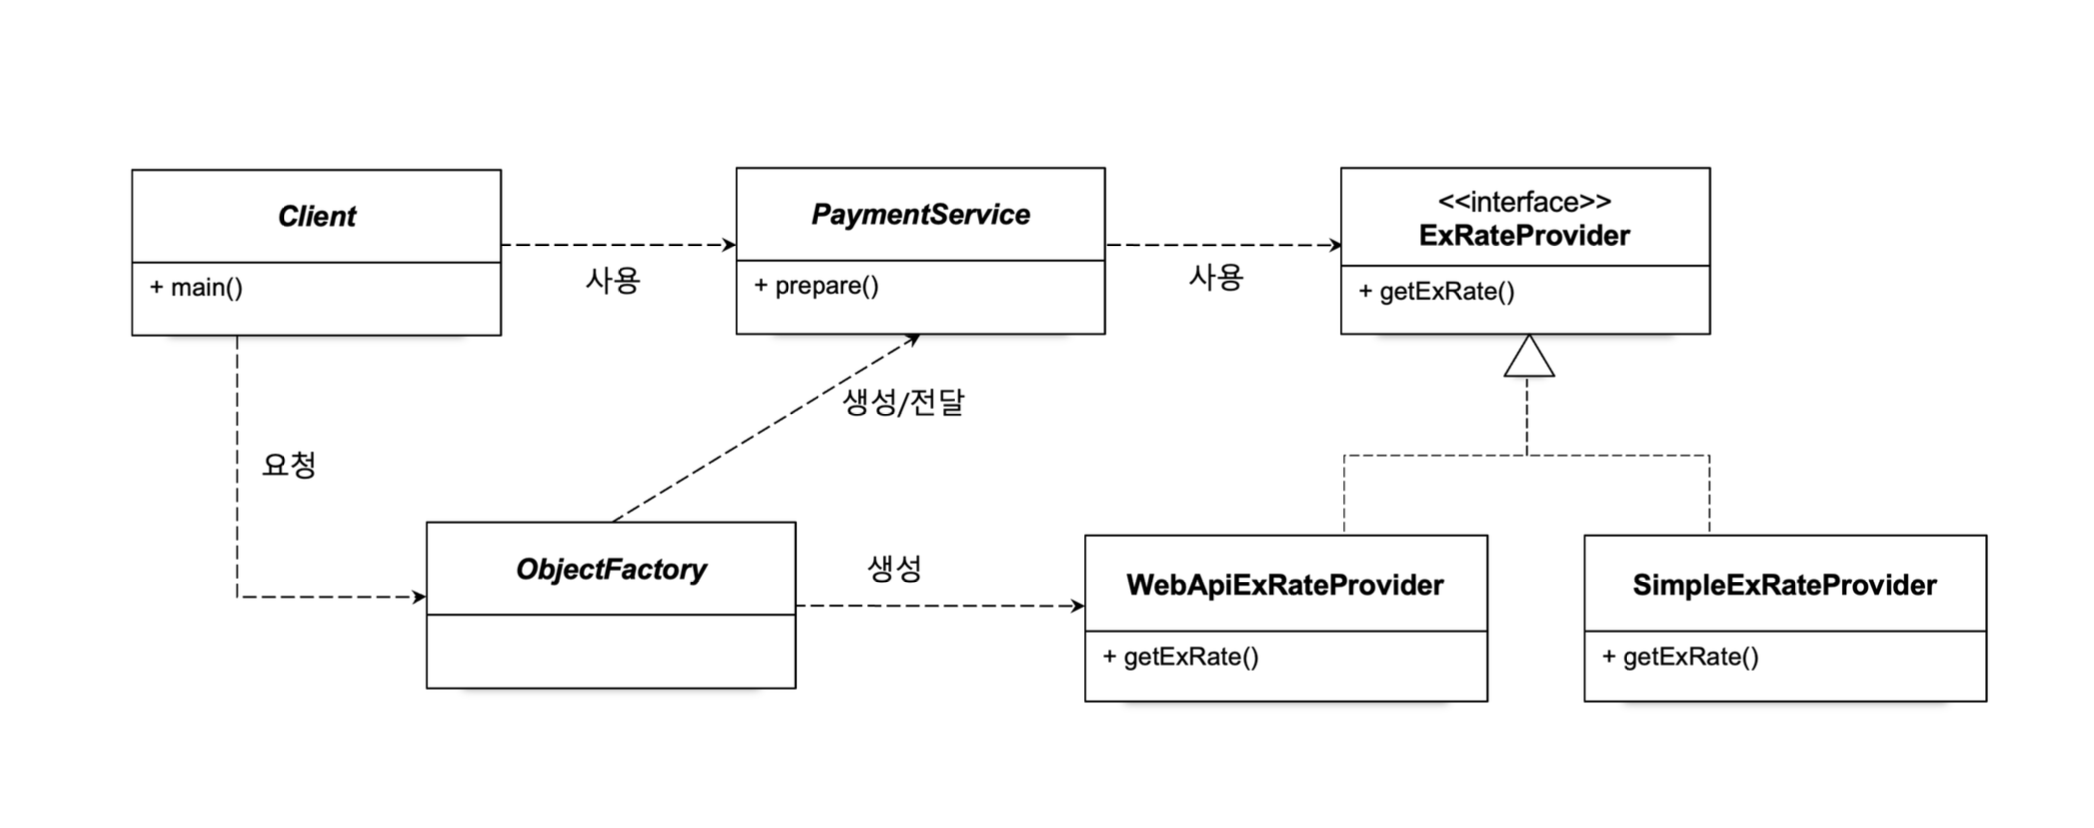 Client
+ main()
사용
PaymentService
+ prepare()
사용
<<interface>>
ExRateProvider
+ getExRate()
생성/전달
요청
ObjectFactory
생성
WebApiExRateProvider
+ getExRate()
SimpleExRateProvider
+ getExRate()